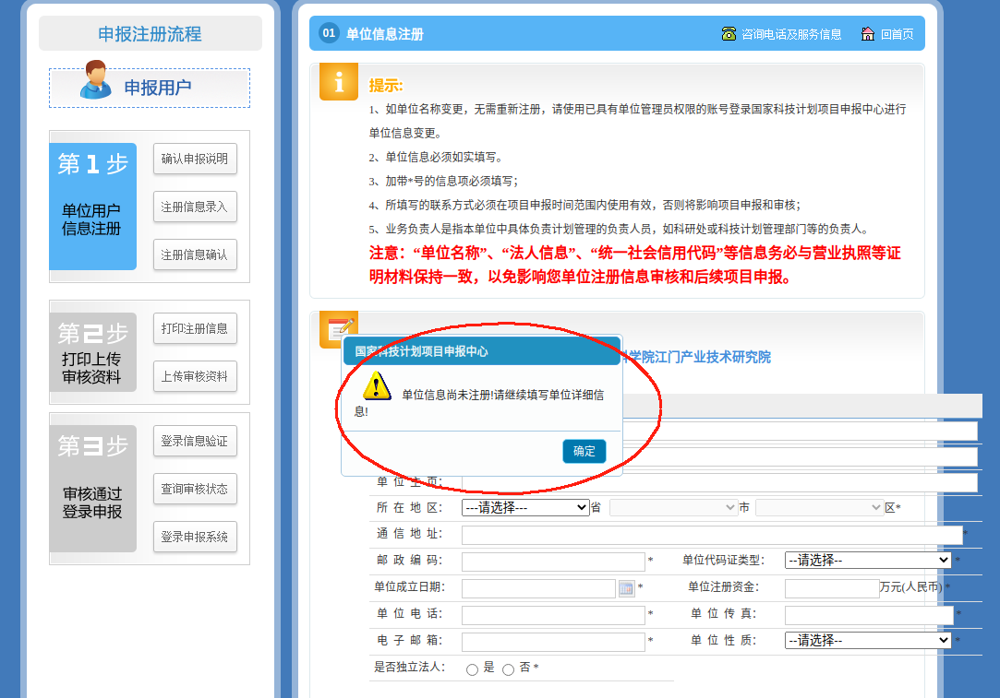 申报注册流程
申报用户
第1步
单位用户
信息注册
确认申报说明
注册信息录入
注册信息确认
第2步
打印上传
审核资料
打印注册信息
上传审核资料
第3步
审核通过
登录申报
登录信息验证
查询审核状态
登录申报系统
01 单位信息注册
咨询电话及服务信息 回首页
提示:
1、如单位名称变更，无需重新注册，请使用已具有单位管理员权限的账号登录国家科技计划项目申报中心进行
单位信息变更。
2、单位信息必须如实填写。
3、加带*号的信息项必须填写；
4、所填写的联系方式必须在项目申报时间范围内使用有效，否则将影响项目申报和审核；
5、业务负责人是指本单位中具体负责计划管理的负责人员，如科研处或科技计划管理部门等的负责人。
注意：“单位名称”、“法人信息”、“统一社会信用代码”等信息务必与营业执照等证
明材料保持一致，以免影响您单位注册信息审核和后续项目申报。
学院江门产业技术研究院
国家科技计划项目申报中心
单位信息尚未注册!请继续填写单位详细信
息!
确定
单 位 主 页：
所 在 地 区： ---请选择--- 省 市 区*
通 信 地 址： *
邮 政 编 码： * 单位代码证类型： --请选择-- *
单位成立日期： * 单位注册资金： 万元(人民币) *
单 位 电 话： * 单 位 传 真： *
电 子 邮 箱： * 单 位 性 质： --请选择-- *
是否独立法人： 是 否 *